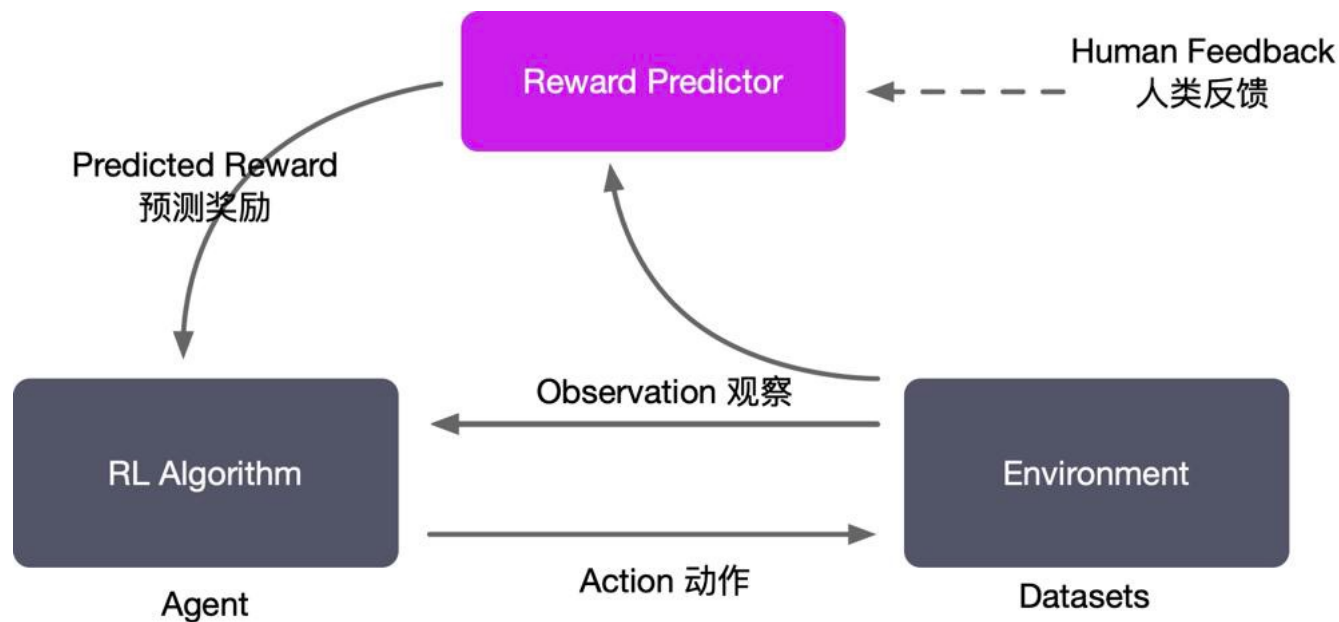 Reward Predictor
Human Feedback
人类反馈
Predicted Reward
预测奖励
Observation 观察
RL Algorithm
Environment
Action 动作
Agent
Datasets